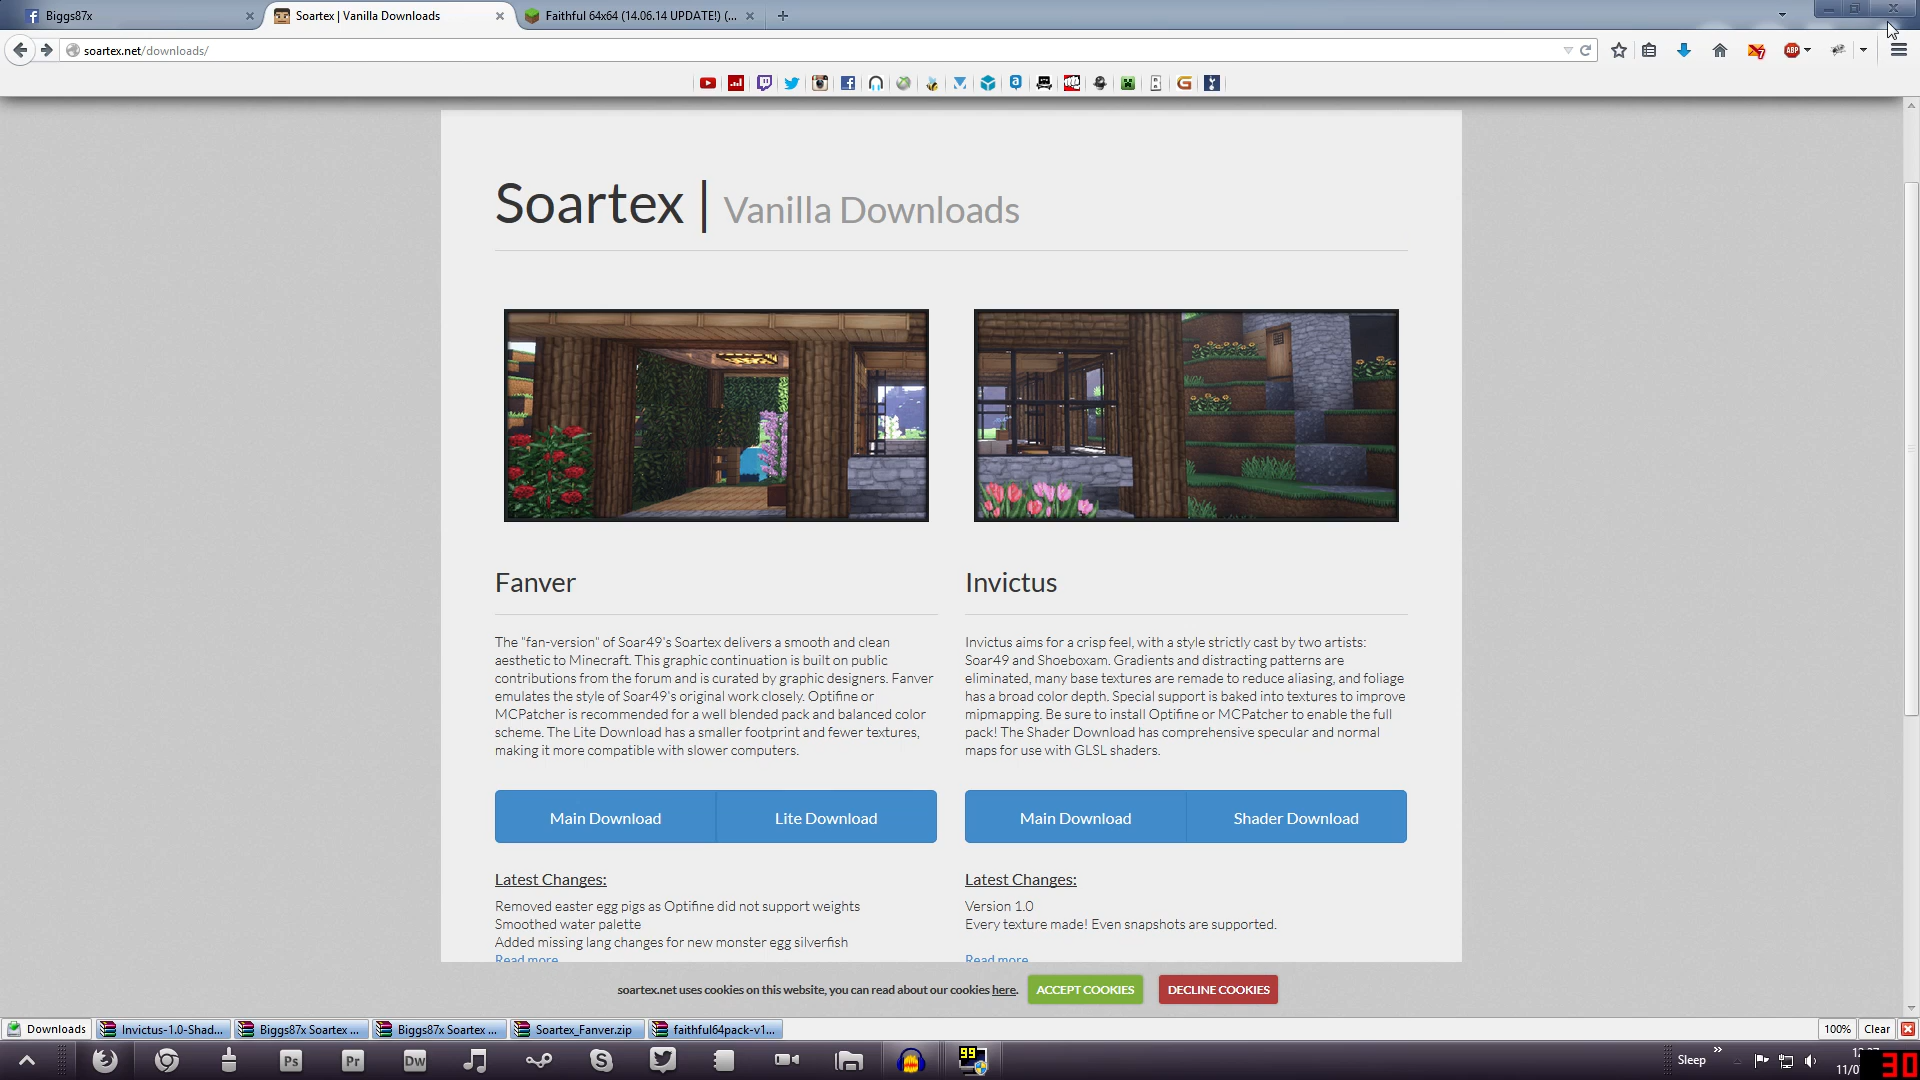 Biggs87x
Soartex | Vanilla Downloads
Faithful 64x64 (14.06.14 UPDATE!) (...
soartex.net/downloads/
ABP
Soartex | Vanilla Downloads
Fanver
The "fan-version" of Soar49's Soartex delivers a smooth and clean
aesthetic to Minecraft. This graphic continuation is built on public
contributions from the forum and is curated by graphic designers. Fanver
emulates the style of Soar49's original work closely. Optifine or
MCPatcher is recommended for a well blended pack and balanced color
scheme. The Lite Download has a smaller footprint and fewer textures,
making it more compatible with slower computers.
Main Download
Lite Download
Latest Changes:
Removed easter egg pigs as Optifine did not support weights
Smoothed water palette
Added missing lang changes for new monster egg silverfish
Read more
Invictus
Invictus aims for a crisp feel, with a style strictly cast by two artists:
Soar49 and Shoeboxam. Gradients and distracting patterns are
eliminated, many base textures are remade to reduce aliasing, and foliage
has a broad color depth. Special support is baked into textures to improve
mipmapping. Be sure to install Optifine or MCPatcher to enable the full
pack! The Shader Download has comprehensive specular and normal
maps for use with GLSL shaders.
Main Download
Shader Download
Latest Changes:
Version 1.0
Every texture made! Even snapshots are supported.
Read more
soartex.net uses cookies on this website, you can read about our cookies here.
ACCEPT COOKIES
DECLINE COOKIES
Downloads
Invictus-1.0-Shad...
Biggs87x Soartex ...
Biggs87x Soartex ...
Soartex_Fanver.zip
faithful64pack-v1...
100%
Clear
Ps
Pr
Dw
99
Sleep
11/0
30